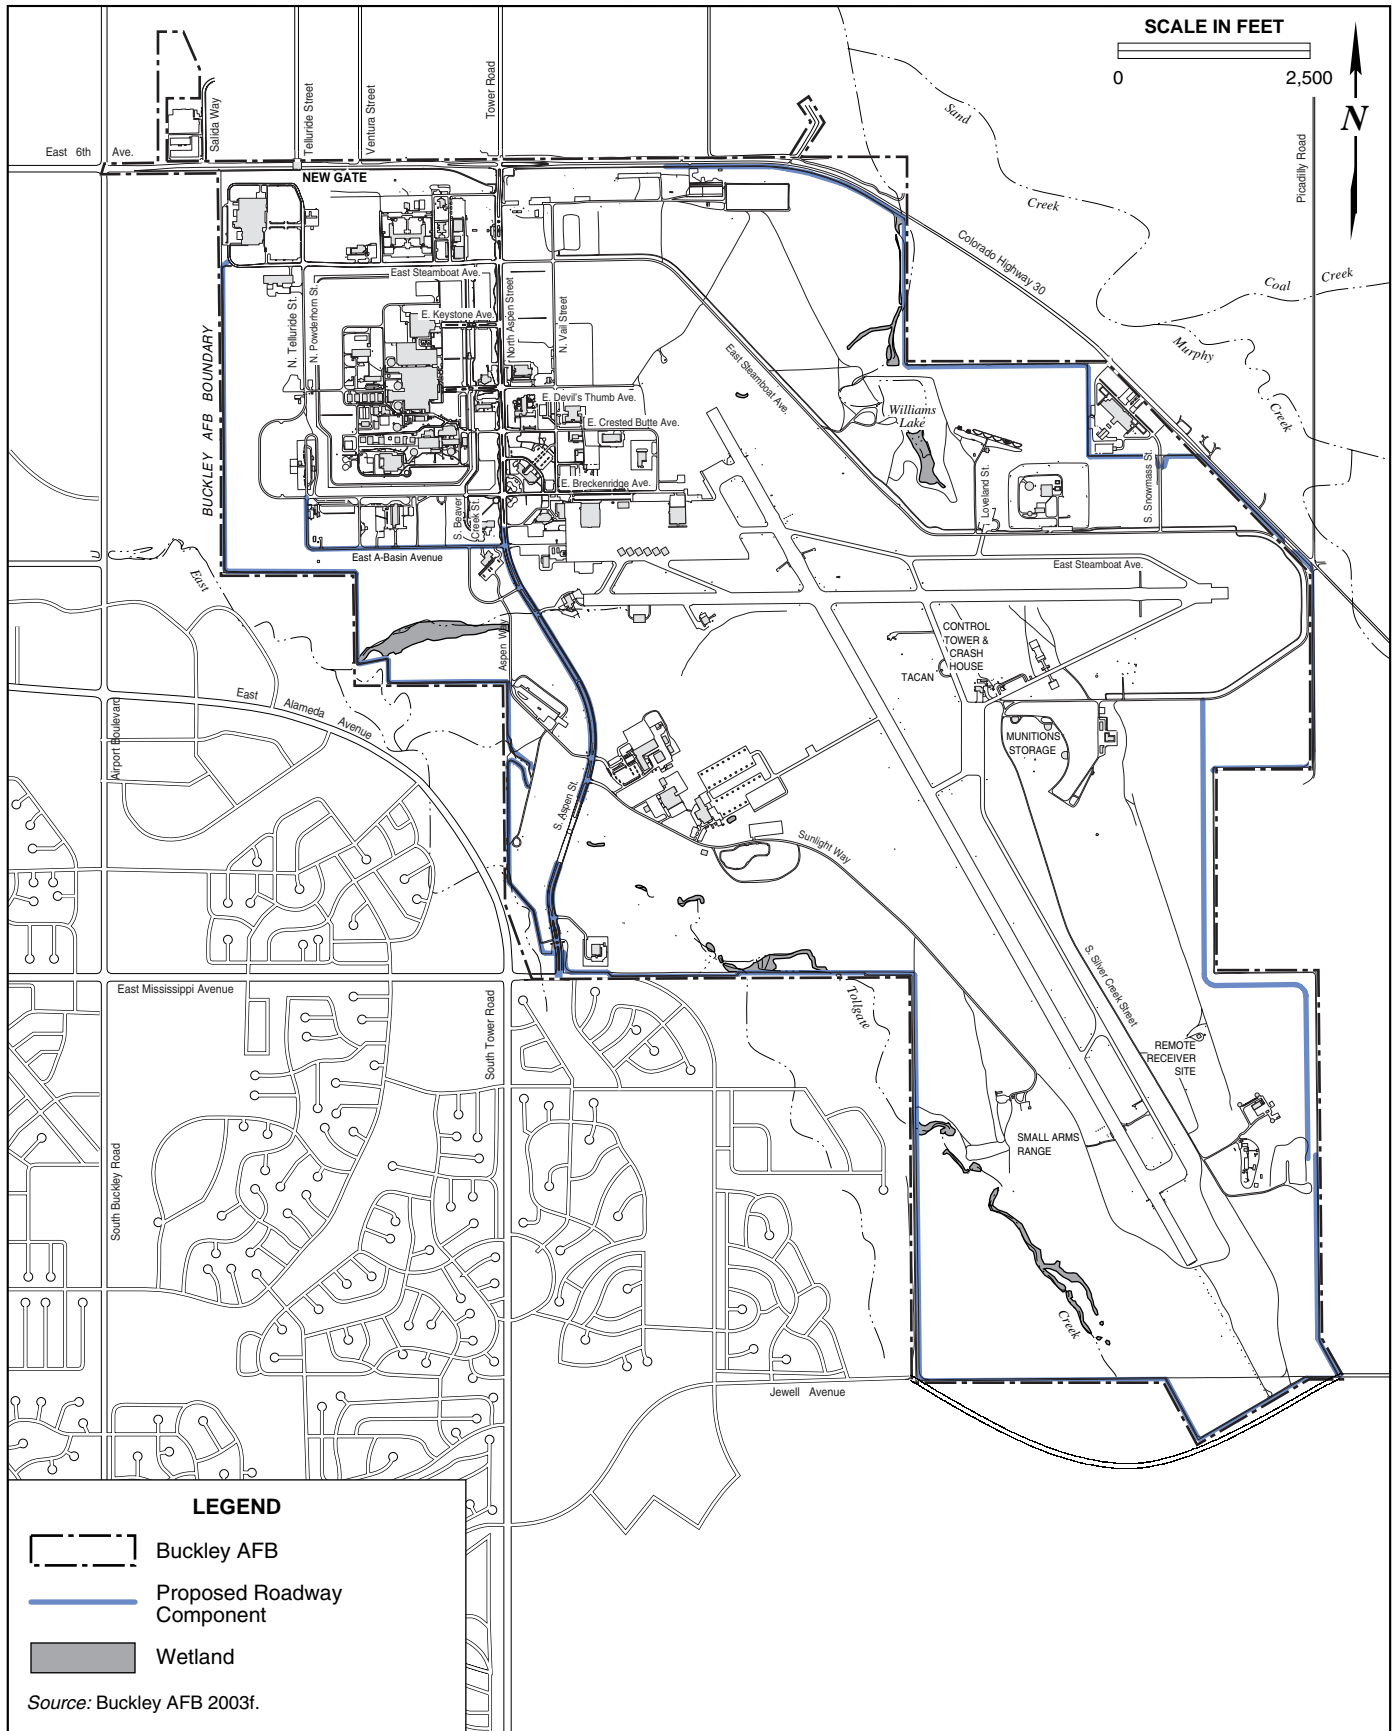 SCALE IN FEET
0 2,500
N
Sand
Creek
Salida Way
Telluride Street
Ventura Street
Tower Road
Picadilly Road
East 6th Ave.
NEW GATE
Colorado Highway 30
Coal Creek
Murphy
Creek
East Steamboat Ave.
N. Telluride St.
N. Powderhorn St.
E. Keystone Ave.
North Aspen Street
N. Vail Street
BUCKLEY AFB BOUNDARY
East Steamboat Ave.
E. Devil's Thumb Ave.
E. Crested Butte Ave.
Williams
Lake
E. Breckenridge Ave.
S. Beaver
Creek St.
Loveland St.
S. Snowmass St.
East A-Basin Avenue
East Steamboat Ave.
East
Aspen Way
CONTROL
TOWER &
CRASH
HOUSE
TACAN
East Alameda Avenue
Airport Boulevard
MUNITIONS
STORAGE
S. Aspen St.
Sunlight Way
East Mississippi Avenue
Tollgate
S. Silver Creek Street
South Tower Road
REMOTE
RECEIVER
SITE
SMALL ARMS
RANGE
South Buckley Road
Creek
Jewell Avenue
LEGEND
Buckley AFB
Proposed Roadway
Component
Wetland
Source: Buckley AFB 2003f.